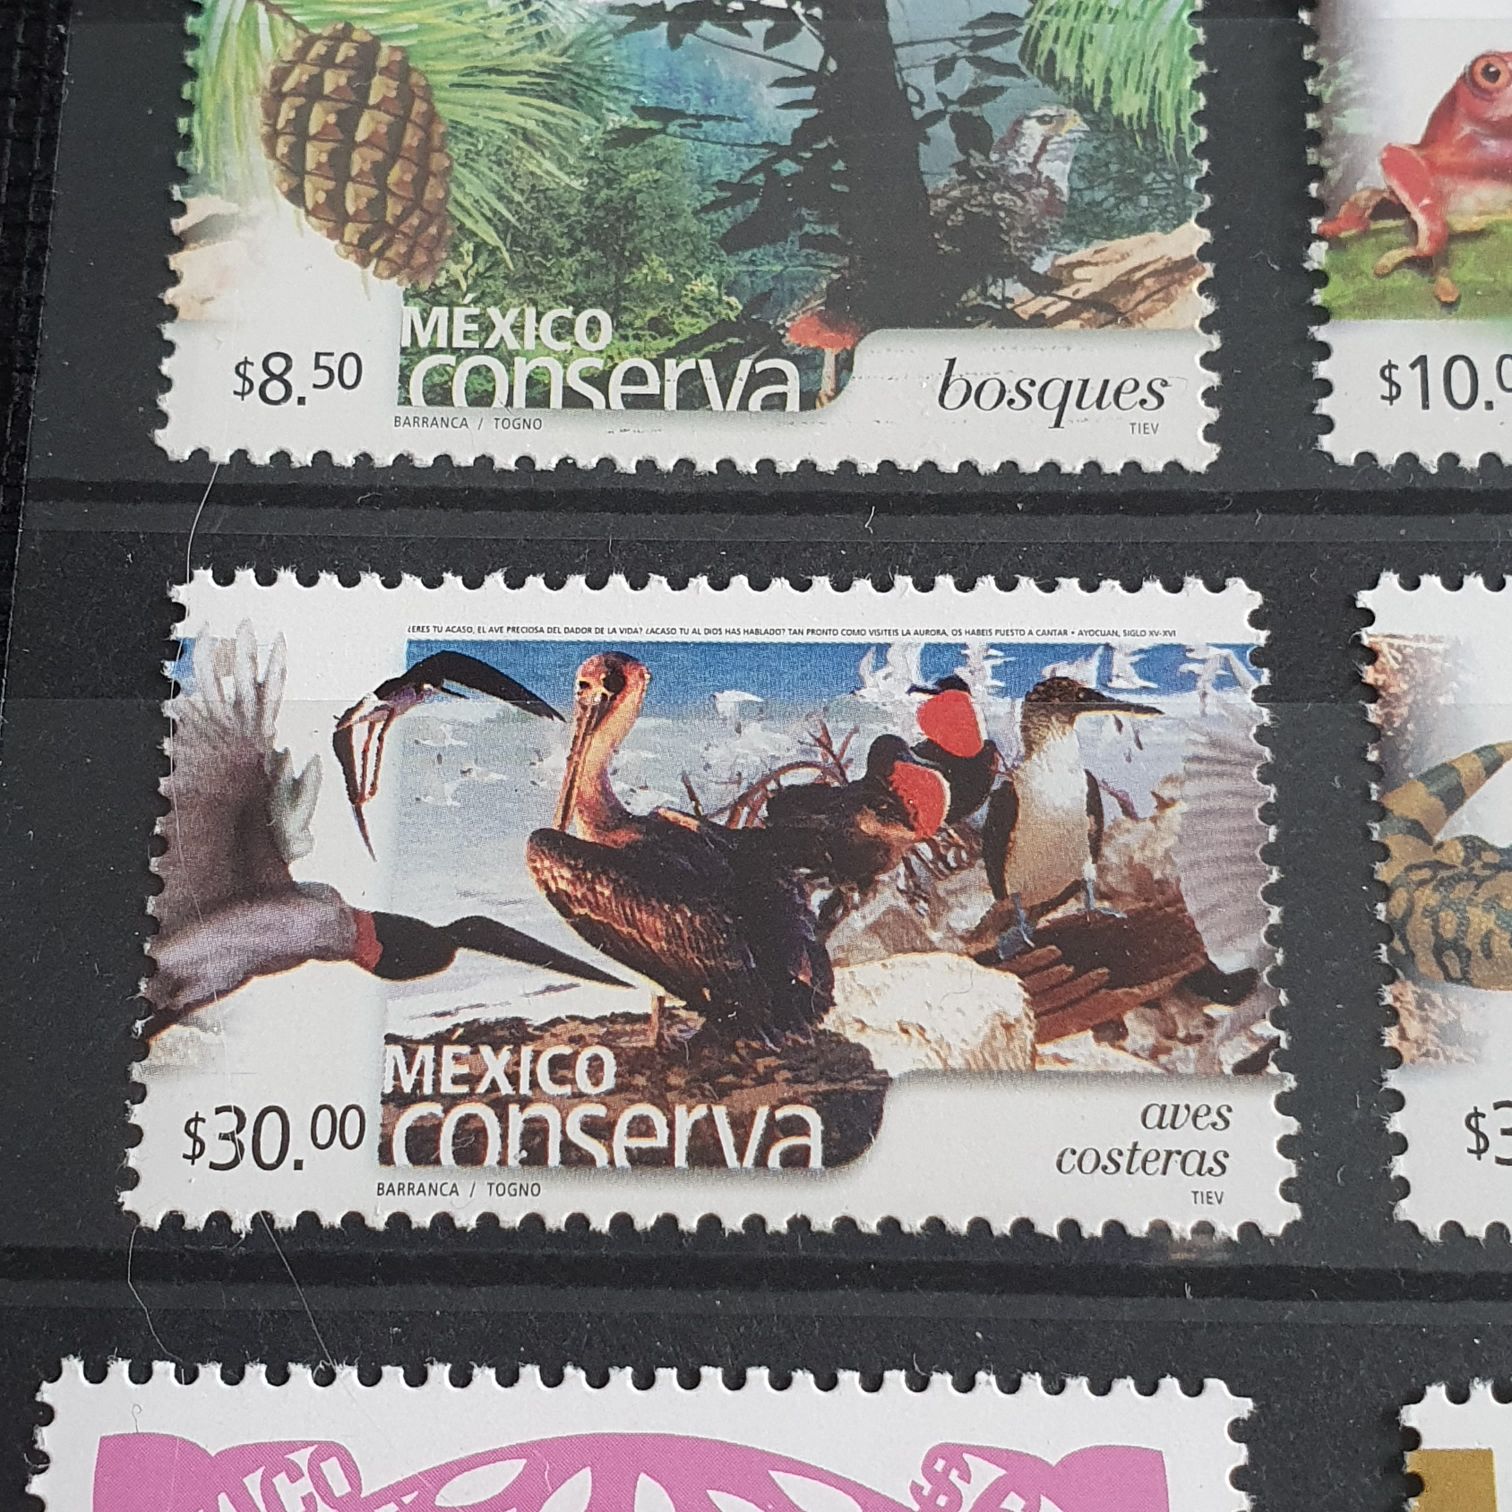 MÉXICO
conserva
$8.50
bosques
BARRANCA / TOGNO
TIEV
¿ERES TU ACASO, EL AVE PRECIOSA DEL DADOR DE LA VIDA? ¿ACASO TU AL DIOS HAS HABLADO? TAN PRONTO COMO VISITEIS LA AURORA, OS HABEIS PUESTO A CANTAR • AYOCUAN, SIGLO XV-XVI
MÉXICO
conserva
$30.00
aves
costeras
BARRANCA / TOGNO
TIEV